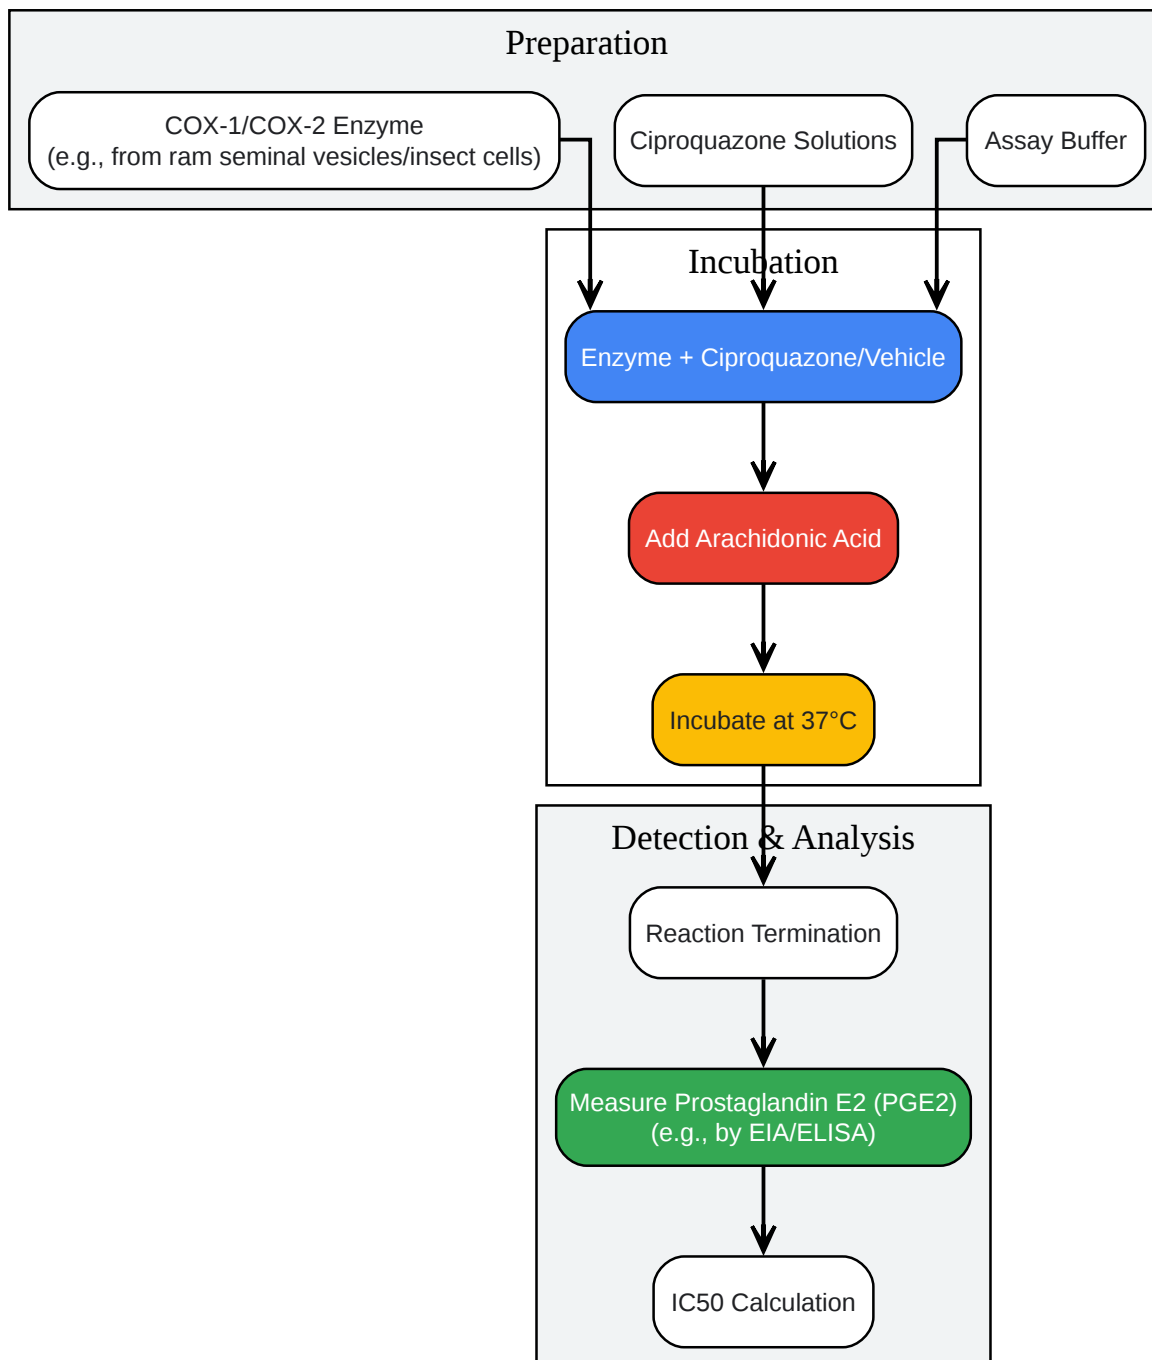 Preparation
COX-1/COX-2 Enzyme
(e.g., from ram seminal vesicles/insect cells)
Ciproquazone Solutions
Assay Buffer
Incubation
Enzyme + Ciproquazone/Vehicle
Add Arachidonic Acid
Incubate at 37°C
Detection & Analysis
Reaction Termination
Measure Prostaglandin E2 (PGE2)
(e.g., by EIA/ELISA)
IC50 Calculation